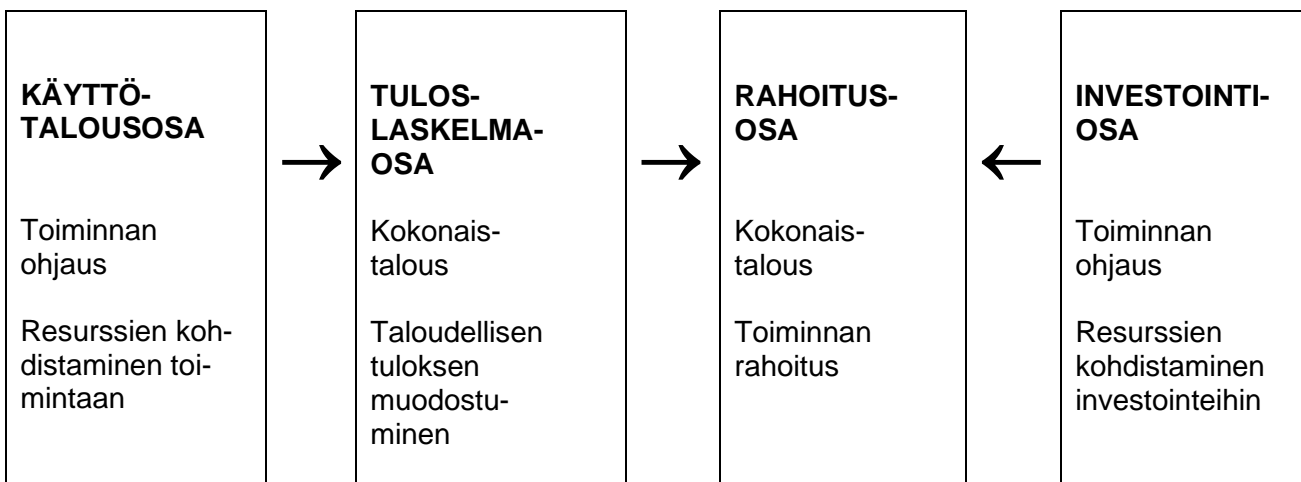 KÄYTTÖ-
TALOUSOSA
Toiminnan
ohjaus
Resurssien koh-
distaminen toi-
mintaan
→
TULOS-
LASKELMA-
OSA
Kokonais-
talous
Taloudellisen
tuloksen
muodostu-
minen
→
RAHOITUS-
OSA
Kokonais-
talous
Toiminnan
rahoitus
←
INVESTOINTI-
OSA
Toiminnan
ohjaus
Resurssien
kohdistaminen
investointeihin